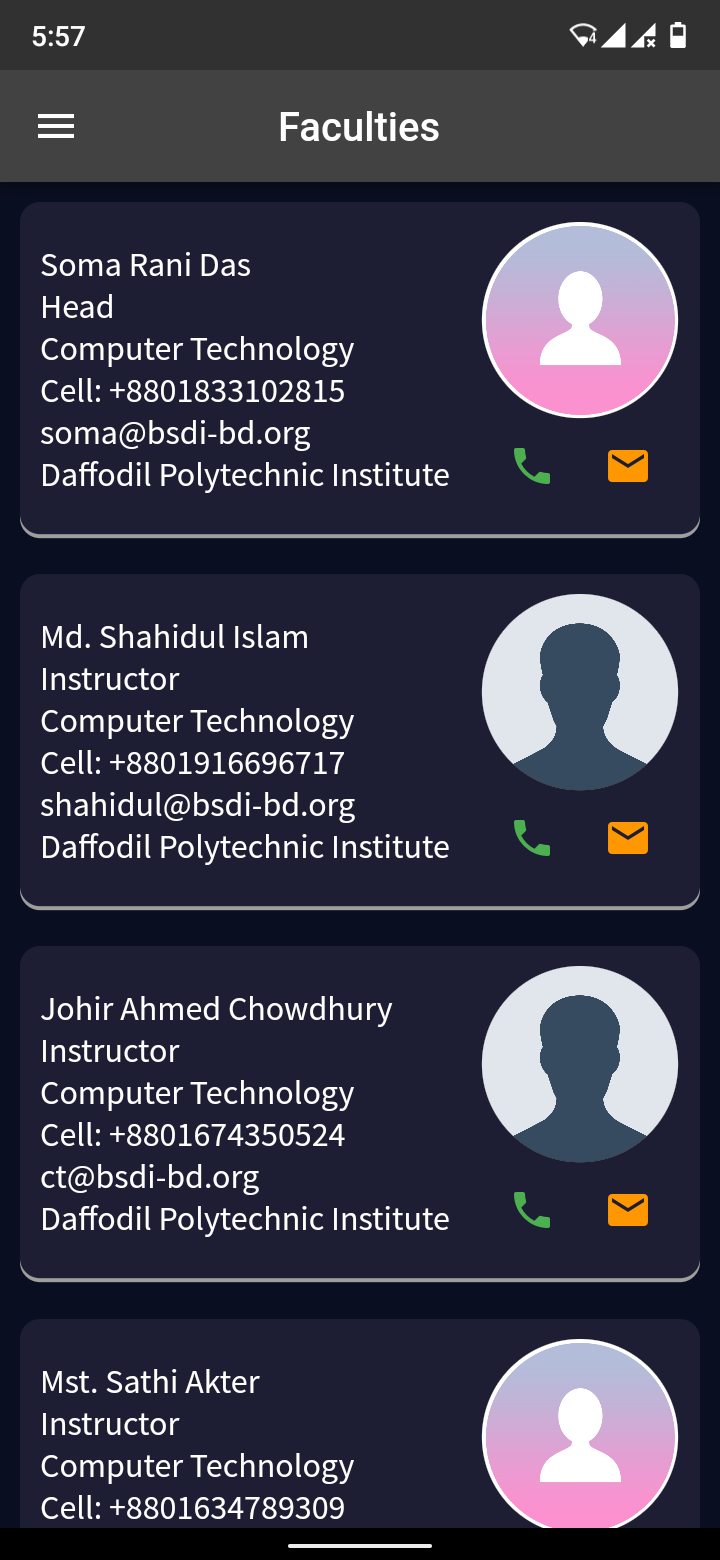 5:57
4
Faculties
Soma Rani Das
Head
Computer Technology
Cell: +8801833102815
soma@bsdi-bd.org
Daffodil Polytechnic Institute
Md. Shahidul Islam
Instructor
Computer Technology
Cell: +8801916696717
shahidul@bsdi-bd.org
Daffodil Polytechnic Institute
Johir Ahmed Chowdhury
Instructor
Computer Technology
Cell: +8801674350524
ct@bsdi-bd.org
Daffodil Polytechnic Institute
Mst. Sathi Akter
Instructor
Computer Technology
Cell: +8801634789309